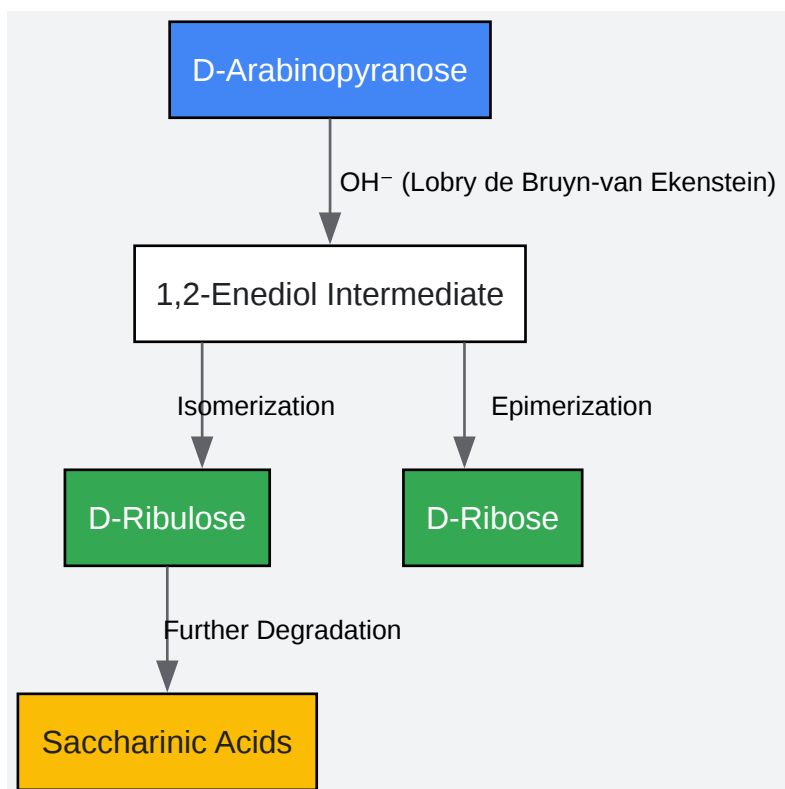 D-Arabinopyranose
OH⁻ (Lobry de Bruyn-van Ekenstein)
1,2-Enediol Intermediate
Isomerization
Epimerization
D-Ribulose
D-Ribose
Further Degradation
Saccharinic Acids